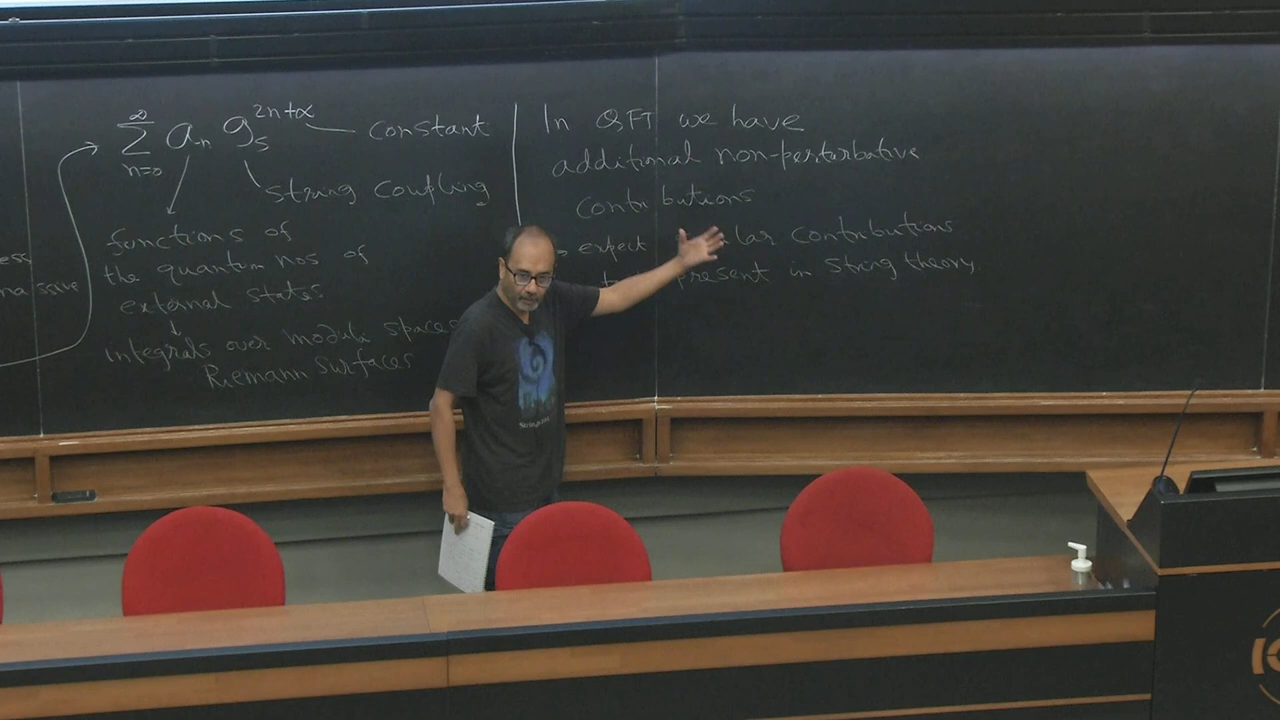 ∞
∑ aₙ gₛ^{2n+α} constant
n=0
string coupling
functions of
the quantum nos of
external states
integrals over moduli spaces
Riemann surfaces
massive
In QFT we have
additional non-perturbative
contributions
expect contributions
present in string theory